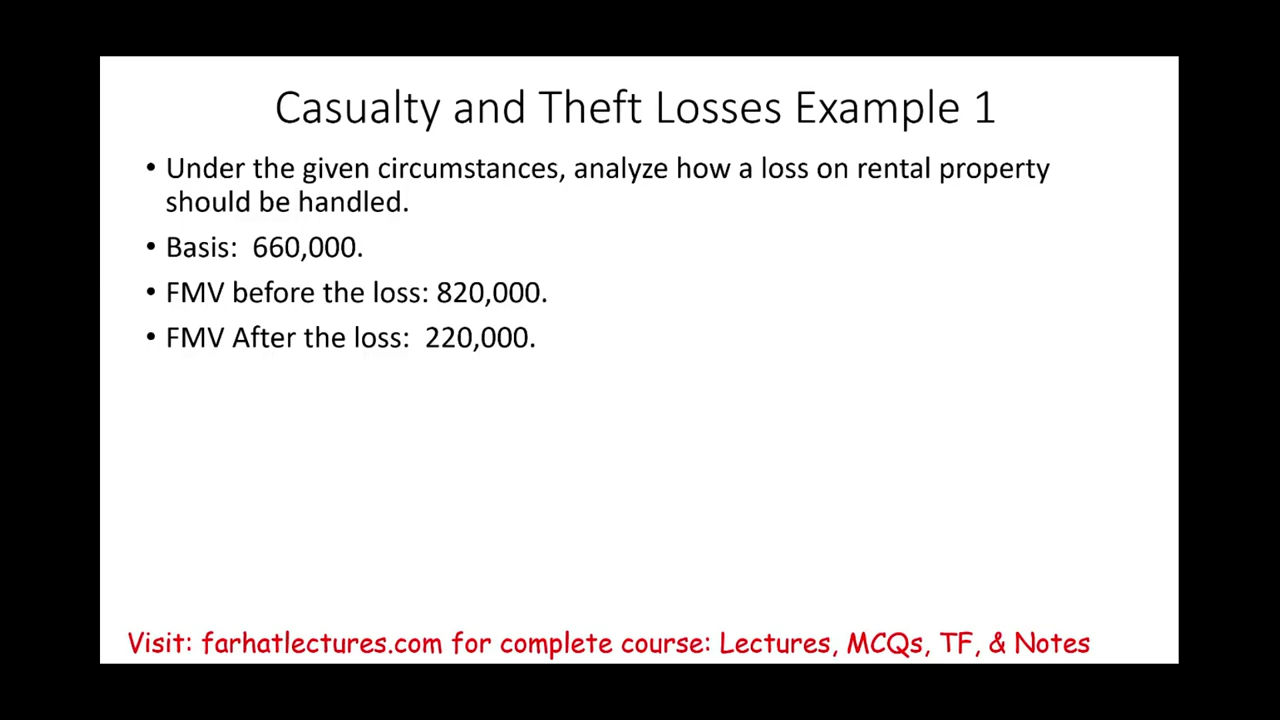 Casualty and Theft Losses Example 1
• Under the given circumstances, analyze how a loss on rental property
should be handled.
• Basis:  660,000.
• FMV before the loss: 820,000.
• FMV After the loss:  220,000.
Visit: farhatlectures.com for complete course: Lectures, MCQs, TF, & Notes